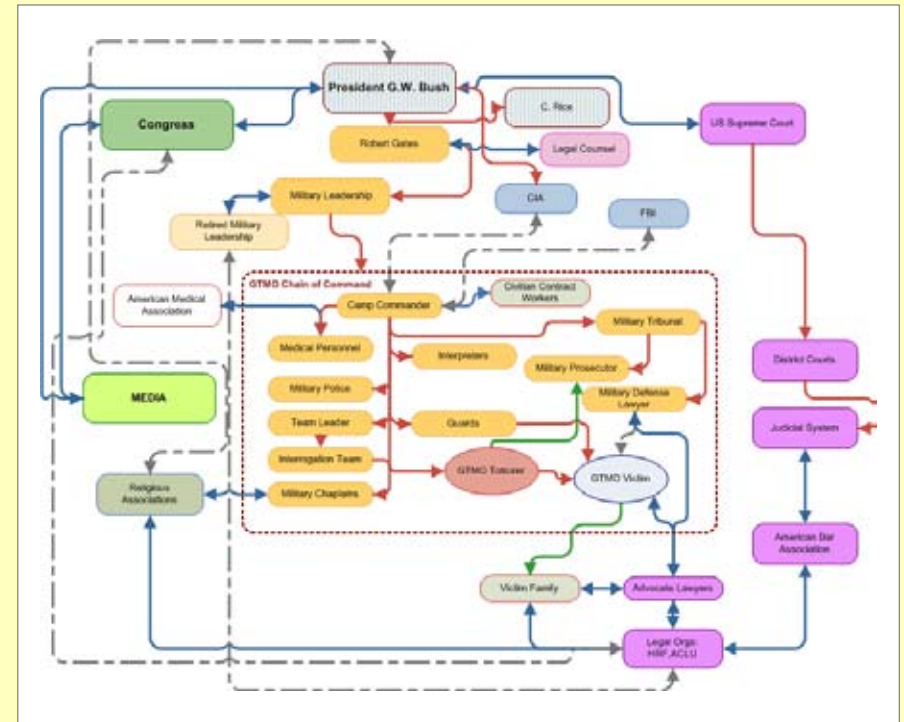 President G.W. Bush
C. Rice
Congress
Robert Gates
Legal Counsel
US Supreme Court
Military Leadership
CIA
FBI
Retired Military
Leadership
GTMO Chain of Command
American Medical
Association
Camp Commander
Civilian Contract
Workers
Military Tribunal
Medical Personnel
Interpreters
Military Prosecutor
District Courts
MEDIA
Military Police
Military Defense
Lawyer
Team Leader
Guards
Judicial System
Interrogation Team
GTMO Torturer
GTMO Victim
Religious
Associations
Military Chaplains
American Bar
Association
Victim Family
Advocate Lawyers
Legal Orgs:
HRF, ACLU